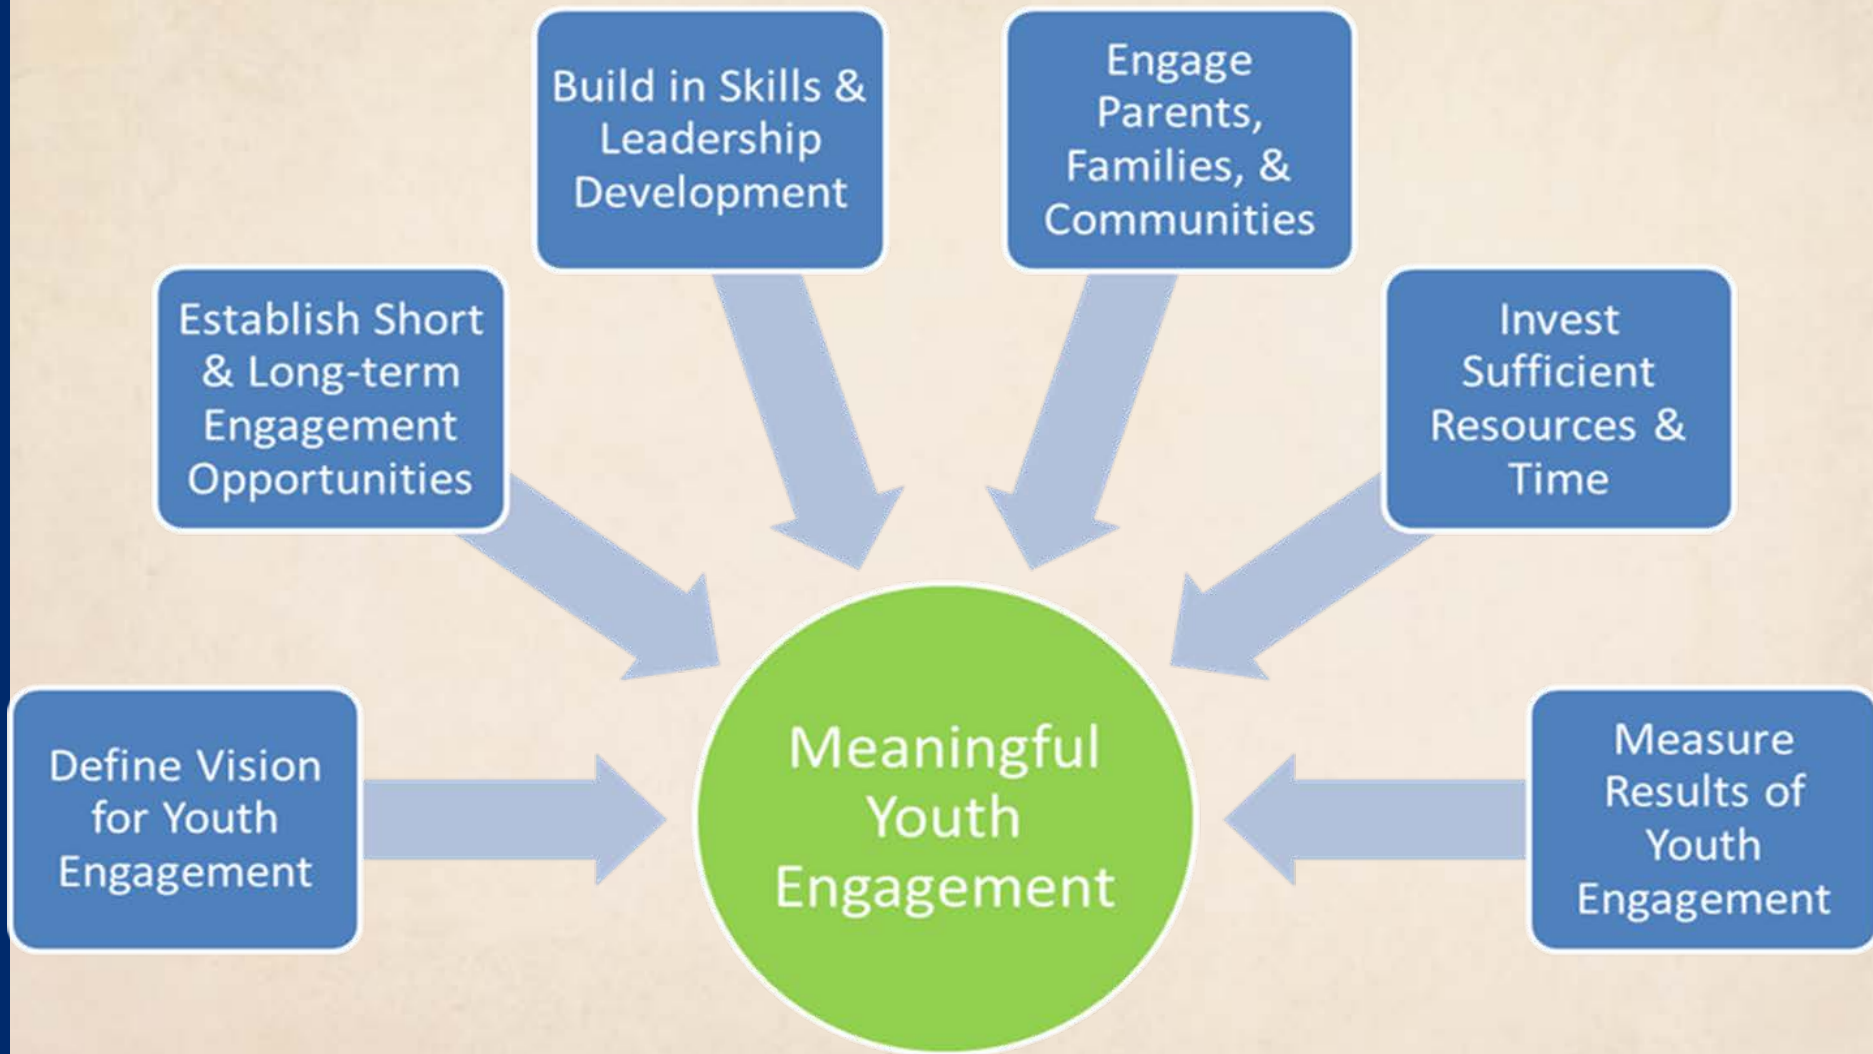 Build in Skills &
Leadership
Development
Engage
Parents,
Families, &
Communities
Establish Short
& Long-term
Engagement
Opportunities
Invest
Sufficient
Resources &
Time
Define Vision
for Youth
Engagement
Meaningful
Youth
Engagement
Measure
Results of
Youth
Engagement